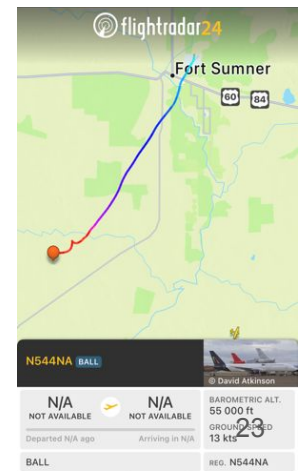 flightradar24
Fort Sumner
60 84
N544NA BALL
© David Atkinson
N/A
NOT AVAILABLE
N/A
NOT AVAILABLE
BAROMETRIC ALT.
55 000 ft
Departed N/A ago
Arriving in N/A
GROUND SPEED
13 kts
23
BALL
REG. N544NA